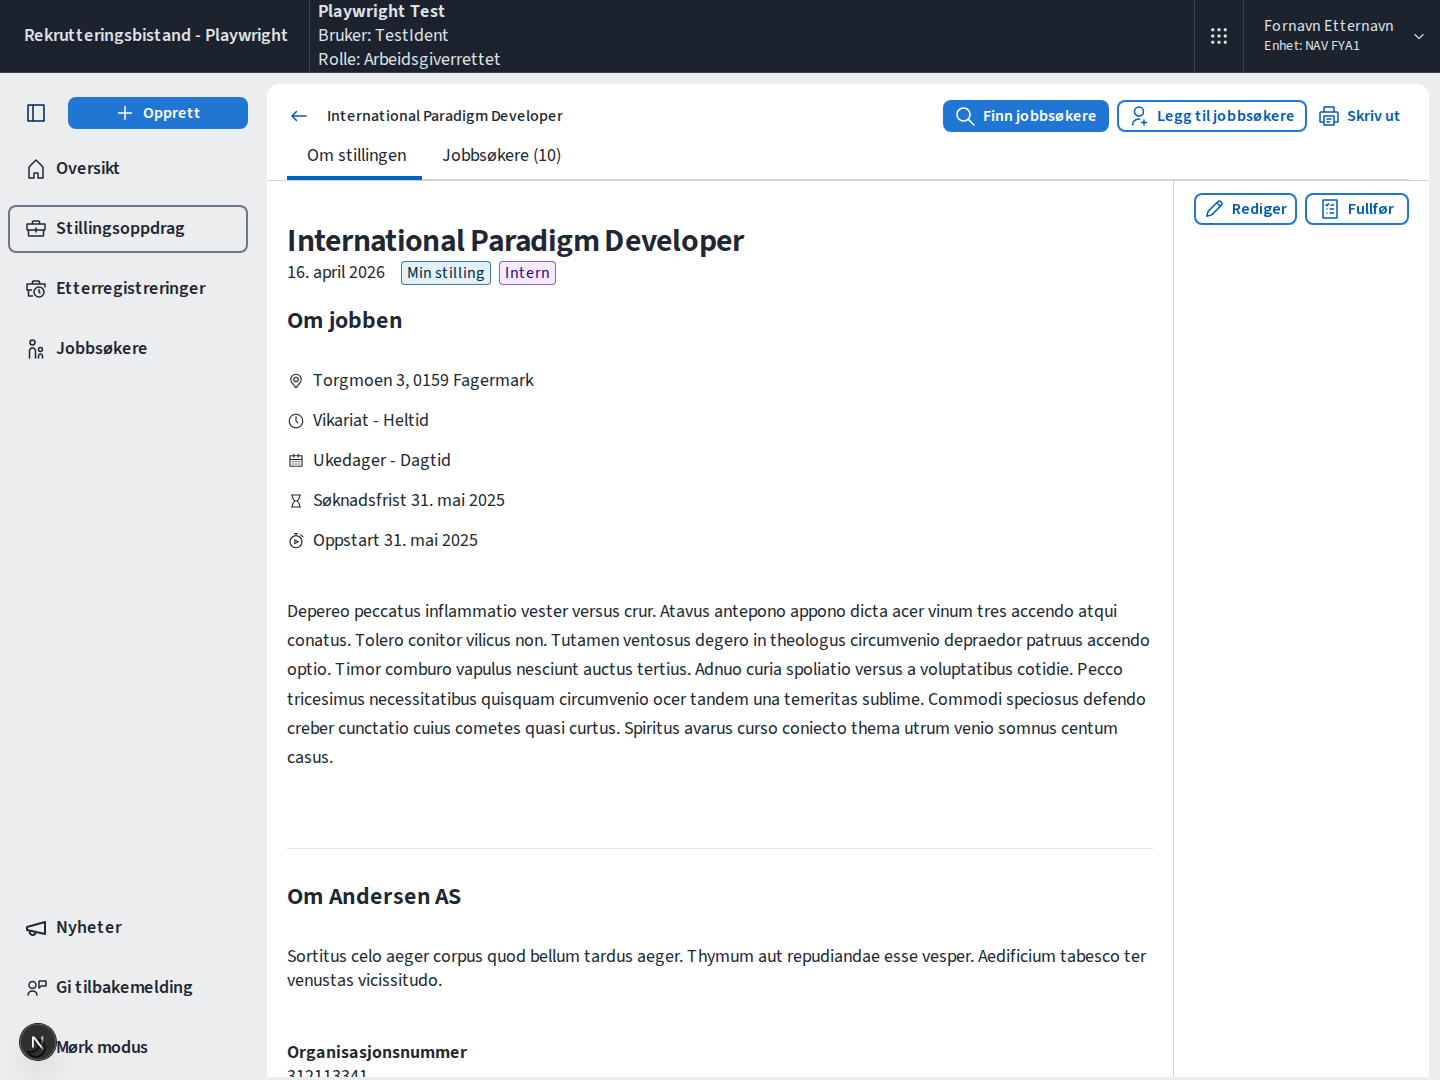 Rekrutteringsbistand - Playwright
Playwright Test
Bruker: TestIdent
Rolle: Arbeidsgiverrettet
Fornavn Etternavn
Enhet: NAV FYA1
Opprett
Oversikt
Stillingsoppdrag
Etterregistreringer
Jobbsøkere
Nyheter
Gi tilbakemelding
N
Mørk modus
International Paradigm Developer
Finn jobbsøkere
Legg til jobbsøkere
Skriv ut
Om stillingen
Jobbsøkere (10)
Rediger
Fullfør
International Paradigm Developer
16. april 2026
Min stilling
Intern
Om jobben
Torgmoen 3, 0159 Fagermark
Vikariat - Heltid
Ukedager - Dagtid
Søknadsfrist 31. mai 2025
Oppstart 31. mai 2025
Depereo peccatus inflammatio vester versus crur. Atavus antepono appono dicta acer vinum tres accendo atqui
conatus. Tolero conitor vilicus non. Tutamen ventosus degero in theologus circumvenio depraedor patruus accendo
optio. Timor comburo vapulus nesciunt auctus tertius. Adnuo curia spoliatio versus a voluptatibus cotidie. Pecco
tricesimus necessitatibus quisquam circumvenio ocer tandem una temeritas sublime. Commodi speciosus defendo
creber cunctatio cuius cometes quasi curtus. Spiritus avarus curso coniecto thema utrum venio somnus centum
casus.
Om Andersen AS
Sortitus celo aeger corpus quod bellum tardus aeger. Thymum aut repudiandae esse vesper. Aedificium tabesco ter
venustas vicissitudo.
Organisasjonsnummer
312113341